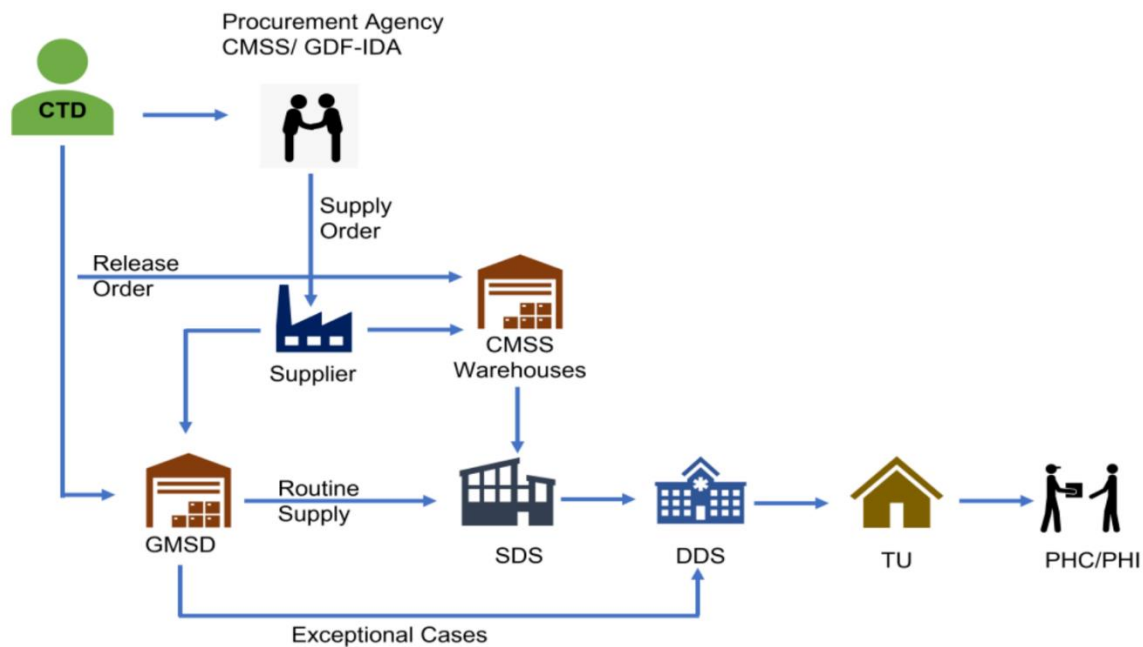 Procurement Agency
CMSS/ GDF-IDA
CTD
Supply
Order
Release
Order
CMSS
Warehouses
Supplier
Routine
Supply
GMSD
SDS
DDS
TU
PHC/PHI
Exceptional Cases